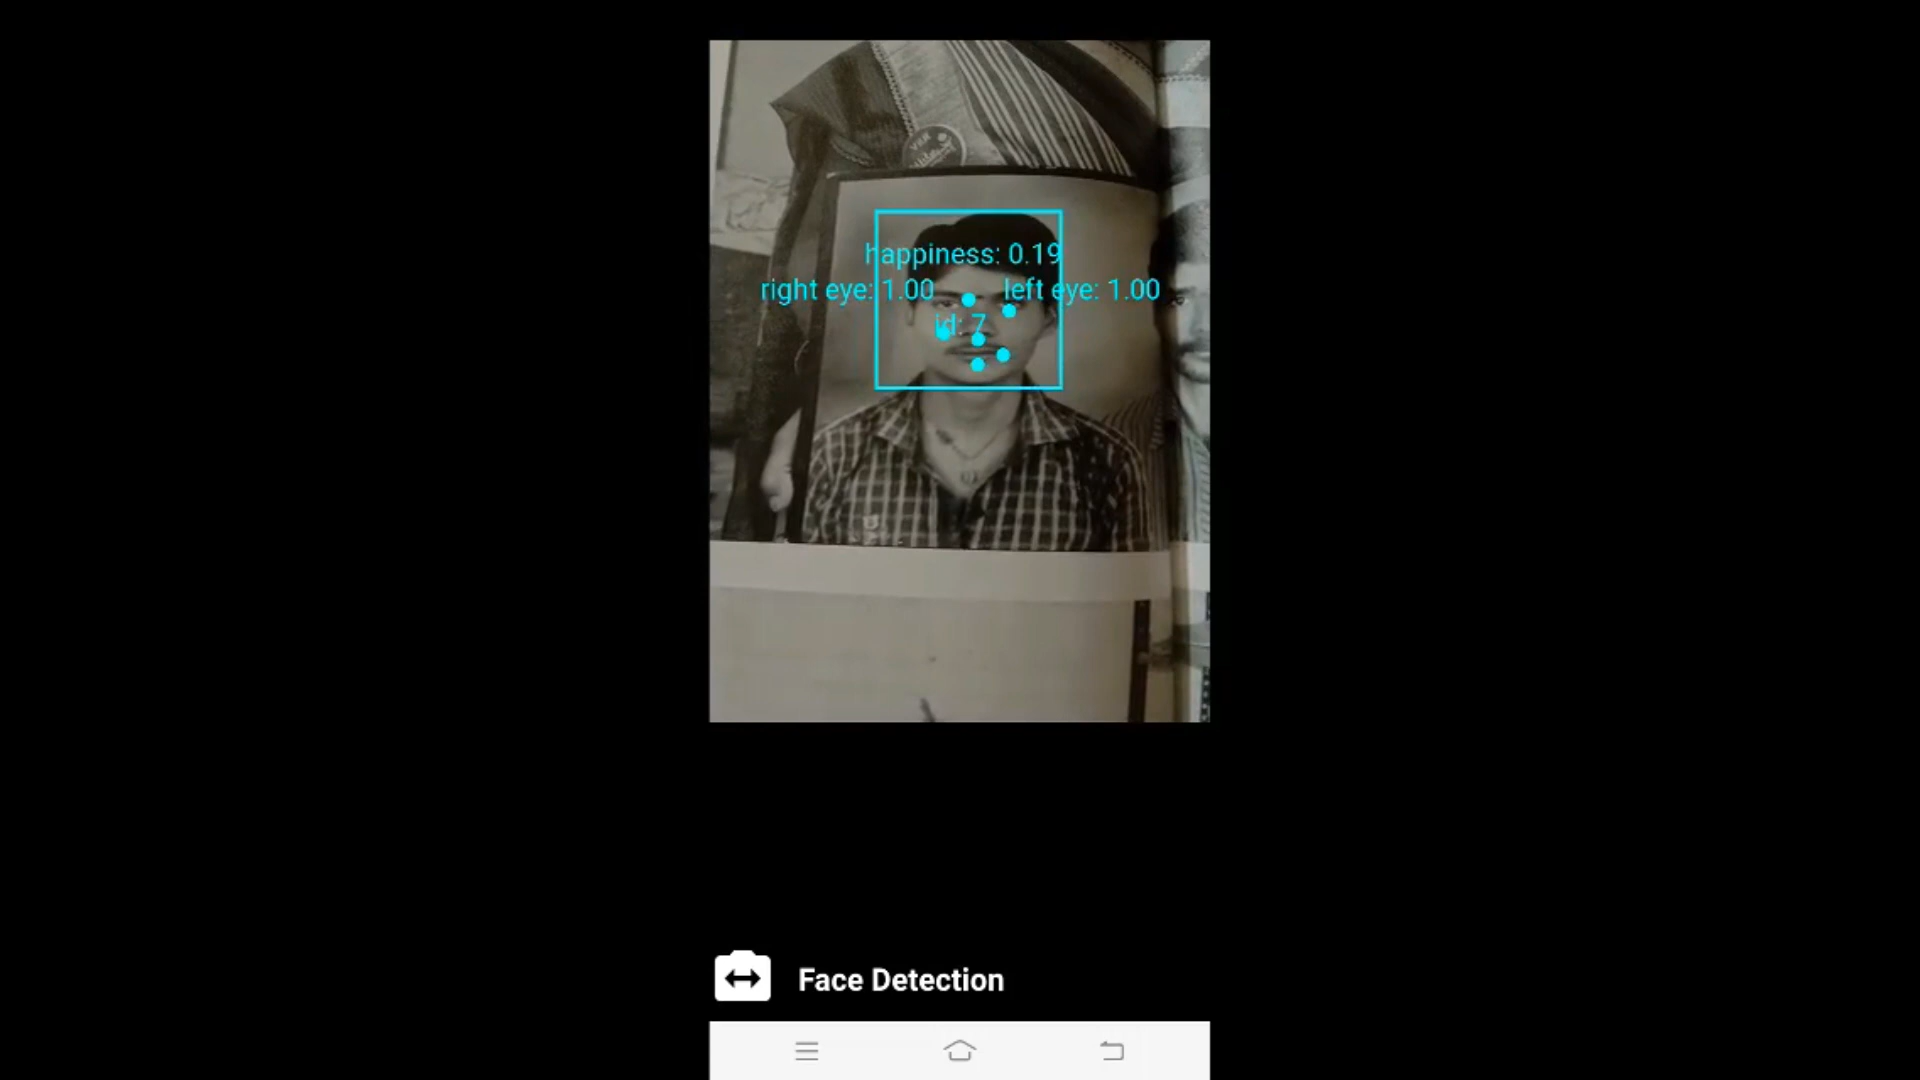 happiness: 0.19
right eye: 1.00 left eye: 1.00
id: 7
Face Detection